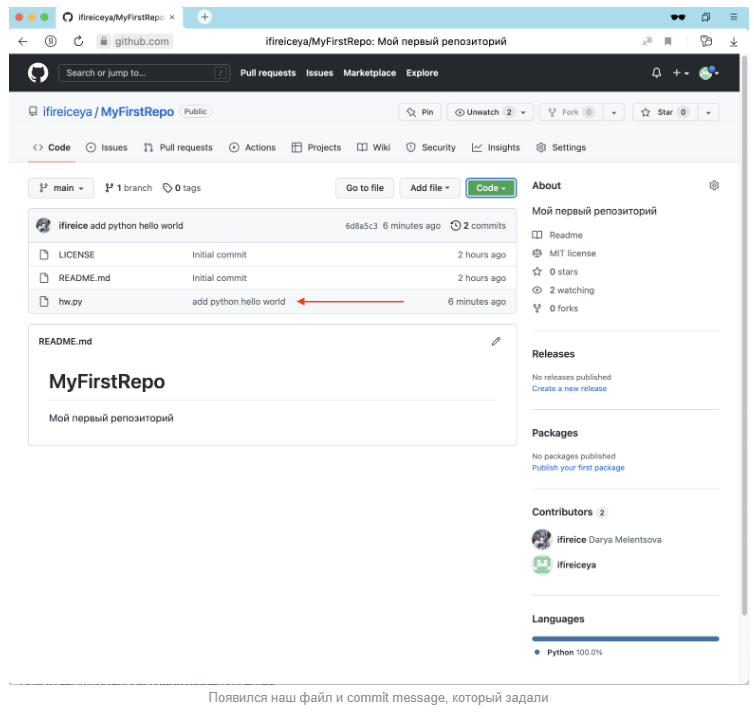 ifireiceya/MyFirstRepo
github.com
ifireiceya/MyFirstRepo: Мой первый репозиторий
Search or jump to...
/
Pull requests Issues Marketplace Explore
ifireiceya / MyFirstRepo Public
Pin
Unwatch 2
Fork 0
Star 0
Code Issues Pull requests Actions Projects Wiki Security Insights Settings
main
1 branch
0 tags
Go to file
Add file
Code
ifireice add python hello world
6d8a5c3 6 minutes ago
2 commits
LICENSE Initial commit 2 hours ago
README.md Initial commit 2 hours ago
hw.py add python hello world 6 minutes ago
README.md
MyFirstRepo
Мой первый репозиторий
About
Мой первый репозиторий
Readme
MIT license
0 stars
2 watching
0 forks
Releases
No releases published
Create a new release
Packages
No packages published
Publish your first package
Contributors 2
ifireice Darya Melentsova
ifireiceya
Languages
Python 100.0%
Появился наш файл и commit message, который задали